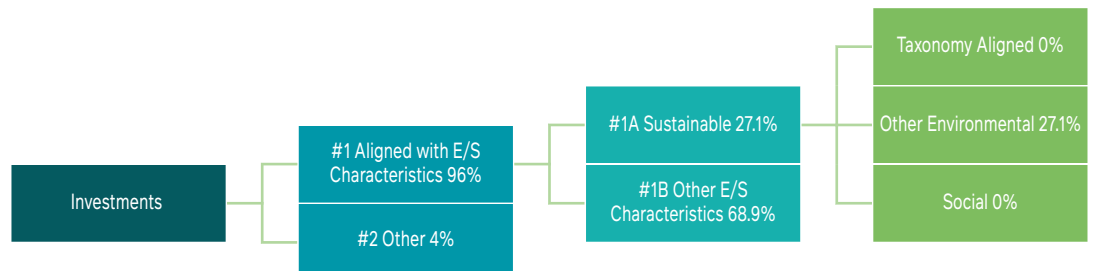 Investments
#1 Aligned with E/S
Characteristics 96%
#2 Other 4%
#1A Sustainable 27.1%
#1B Other E/S
Characteristics 68.9%
Taxonomy Aligned 0%
Other Environmental 27.1%
Social 0%